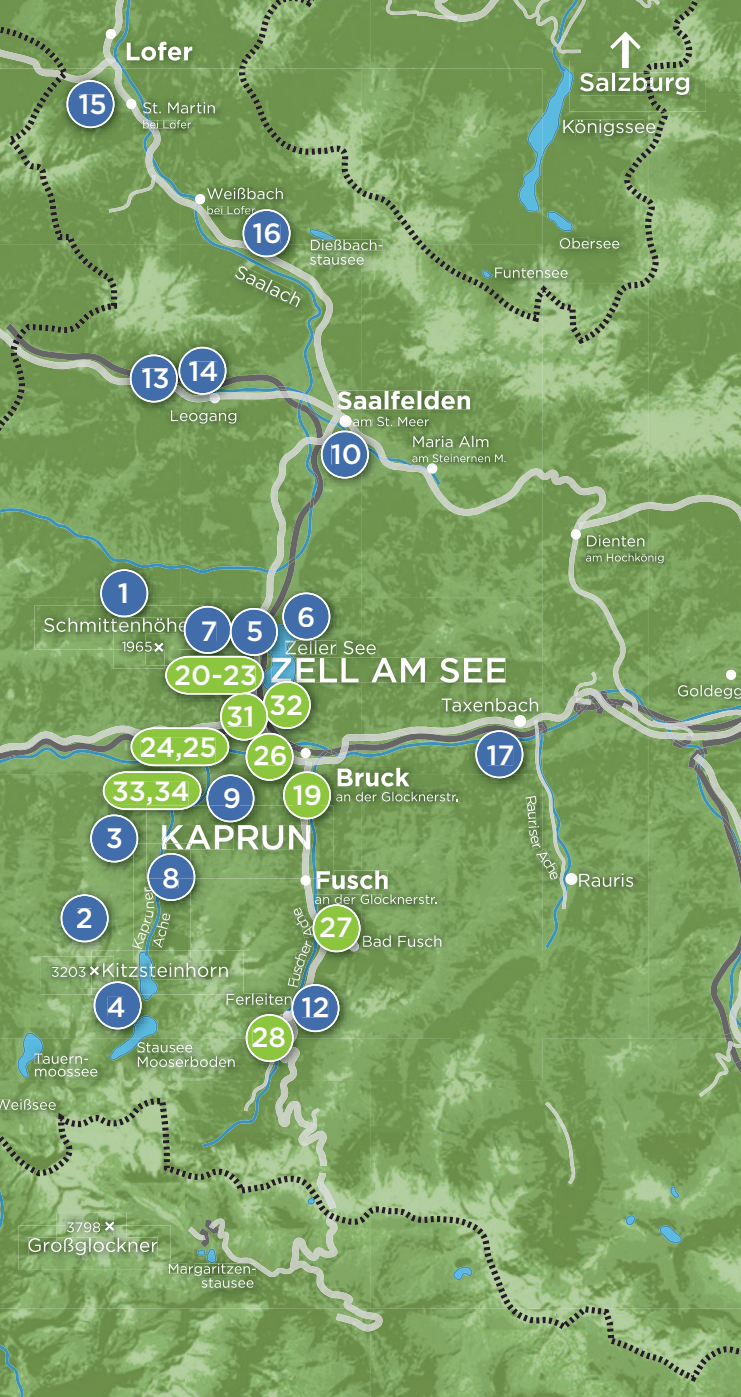 Lofer
Salzburg
15
St. Martin
bei Lofer
Königssee
Weißbach
bei Lofer
16
Dießbach-
stausee
Obersee
Funtensee
Saalach
13
14
Leogang
Saalfelden
am St. Meer
10
Maria Alm
am Steinernen M.
Dienten
am Hochkönig
1
Schmittenhöhe
1965
7
5
6
Zeller See
20-23
ZELL AM SEE
Goldegg
31
32
Taxenbach
24,25
26
17
33,34
9
19
Bruck
an der Glocknerstr.
3
KAPRUN
Rauriser Ache
8
Fusch
an der Glocknerstr.
Rauris
2
Kapruner
Ache
Fuscher Ache
27
Bad Fusch
3203
Kitzsteinhorn
4
Ferleiten
12
28
Tauern-
moossee
Stausee
Mooserboden
Weißsee
3798
Großglockner
Margaritzen-
stausee